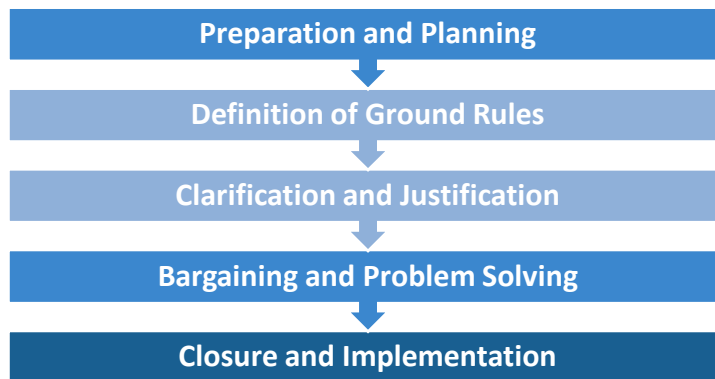 Preparation and Planning
Definition of Ground Rules
Clarification and Justification
Bargaining and Problem Solving
Closure and Implementation